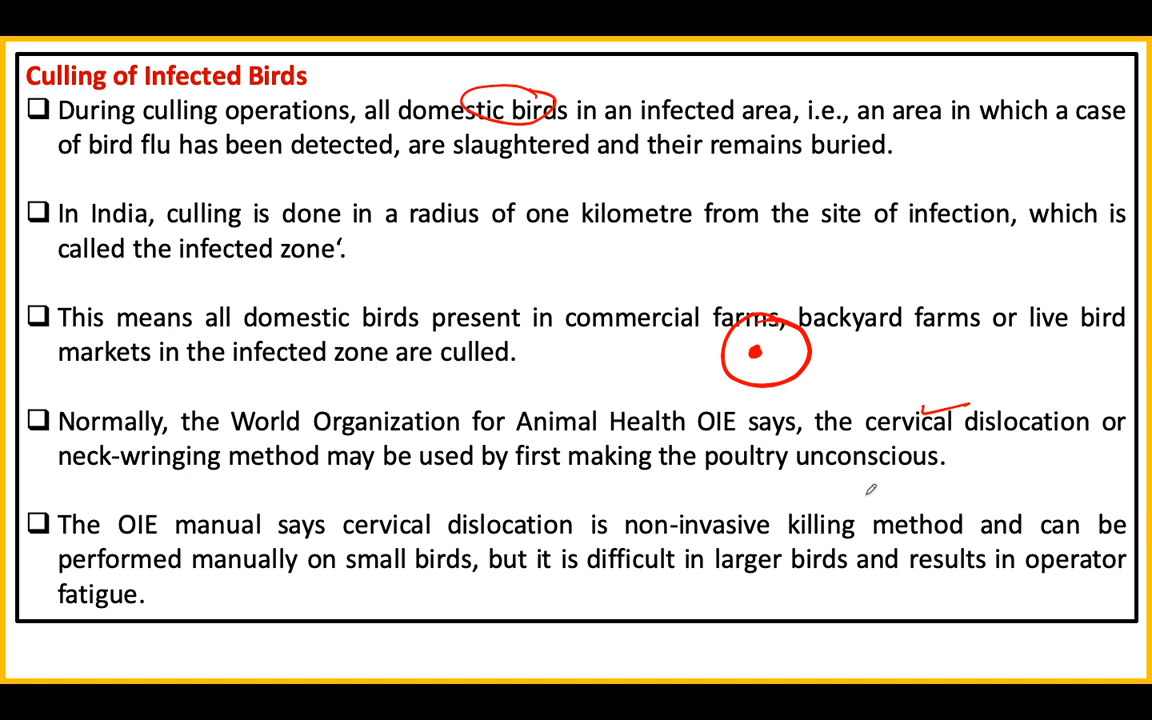 Culling of Infected Birds
❑ During culling operations, all domestic birds in an infected area, i.e., an area in which a case
of bird flu has been detected, are slaughtered and their remains buried.
❑ In India, culling is done in a radius of one kilometre from the site of infection, which is
called the infected zone‘.
❑ This means all domestic birds present in commercial farms, backyard farms or live bird
markets in the infected zone are culled.
❑ Normally, the World Organization for Animal Health OIE says, the cervical dislocation or
neck-wringing method may be used by first making the poultry unconscious.
❑ The OIE manual says cervical dislocation is non-invasive killing method and can be
performed manually on small birds, but it is difficult in larger birds and results in operator
fatigue.